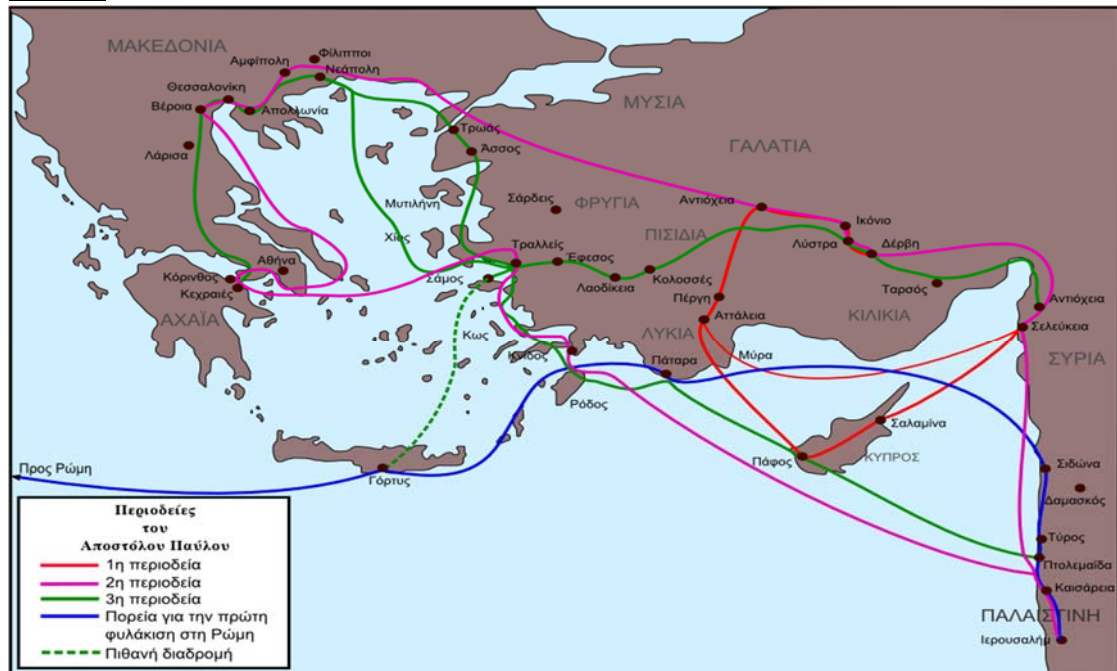 ΜΑΚΕΔΟΝΙΑ
Φίλιπποι
Αμφίπολη
Νεάπολη
Θεσσαλονίκη
Βέροια
Απολλωνία
ΜΥΣΙΑ
Τρωάς
Άσσος
Λάρισα
ΓΑΛΑΤΙΑ
Μυτιλήνη
Σάρδεις
ΦΡΥΓΙΑ
Αντιόχεια
Ικόνιο
Χίος
ΠΙΣΙΔΙΑ
Λύστρα
Δέρβη
Τραλλείς
Έφεσος
Αθήνα
Κόρινθος
Κεχραιές
Σάμος
Λαοδίκεια
Κολοσσές
Ταρσός
Πέργη
Αντιόχεια
ΑΧΑΪΑ
Αττάλεια
ΚΙΛΙΚΙΑ
Σελεύκεια
Κως
ΛΥΚΙΑ
Κνίδος
Πάταρα
Μύρα
ΣΥΡΙΑ
Ρόδος
Σαλαμίνα
Πάφος
ΚΥΠΡΟΣ
Προς Ρώμη
Γόρτυς
Σιδώνα
Δαμασκός
Τύρος
Πτολεμαίδα
Καισάρεια
ΠΑΛΑΙΣΤΙΝΗ
Ιερουσαλήμ
Περιοδείες
του
Αποστόλου Παύλου
1η περιοδεία
2η περιοδεία
3η περιοδεία
Πορεία για την πρώτη
φυλάκιση στη Ρώμη
Πιθανή διαδρομή